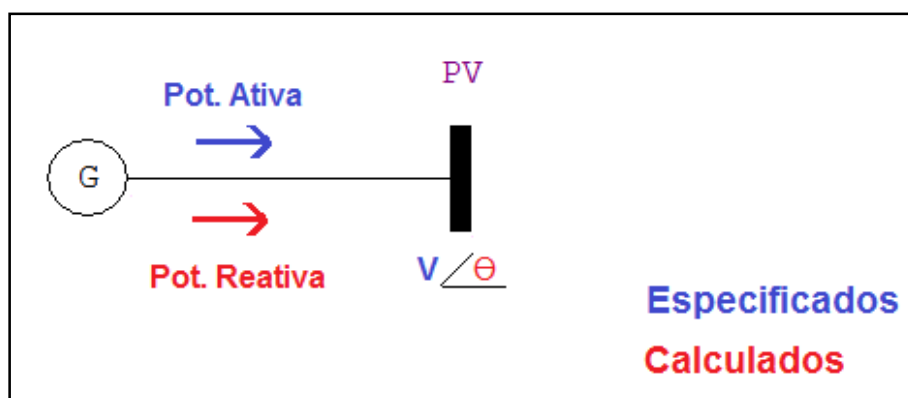 PV
Pot. Ativa
G
Pot. Reativa
V θ
Especificados
Calculados